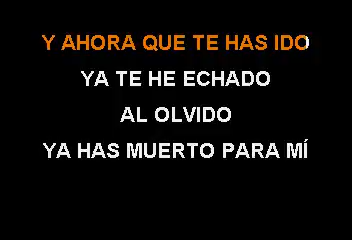 Y AHORA QUE TE HAS IDO
YA TE HE ECHADO
AL OLVIDO
YA HAS MUERTO PARA MÍ